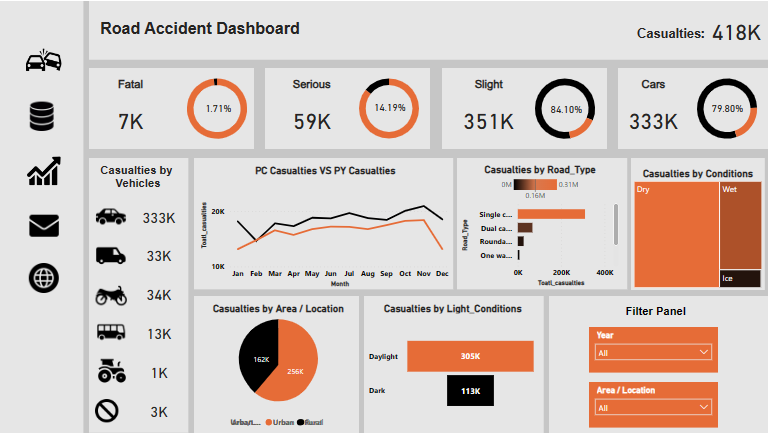 Road Accident Dashboard
Casualties: 418K
Fatal
7K
1.71%
Serious
59K
14.19%
Slight
351K
84.10%
Cars
333K
79.80%
Casualties by
Vehicles
333K
33K
34K
13K
1K
3K
PC Casualties VS PY Casualties
Toatl_casualties
20K
10K
Jan Feb Mar Apr May Jun Jul Aug Sep Oct Nov Dec
Month
Casualties by Road_Type
0M 0.31M
0.16M
Road_Type
Single c...
Dual ca...
Rounda...
One wa...
0K 200K 400K
Toatl_casualties
Casualties by Conditions
Dry
Wet
Ice
Casualties by Area / Location
162K
256K
Urban Rural
Casualties by Light_Conditions
Daylight 305K
Dark 113K
Filter Panel
Year
All
Area / Location
All